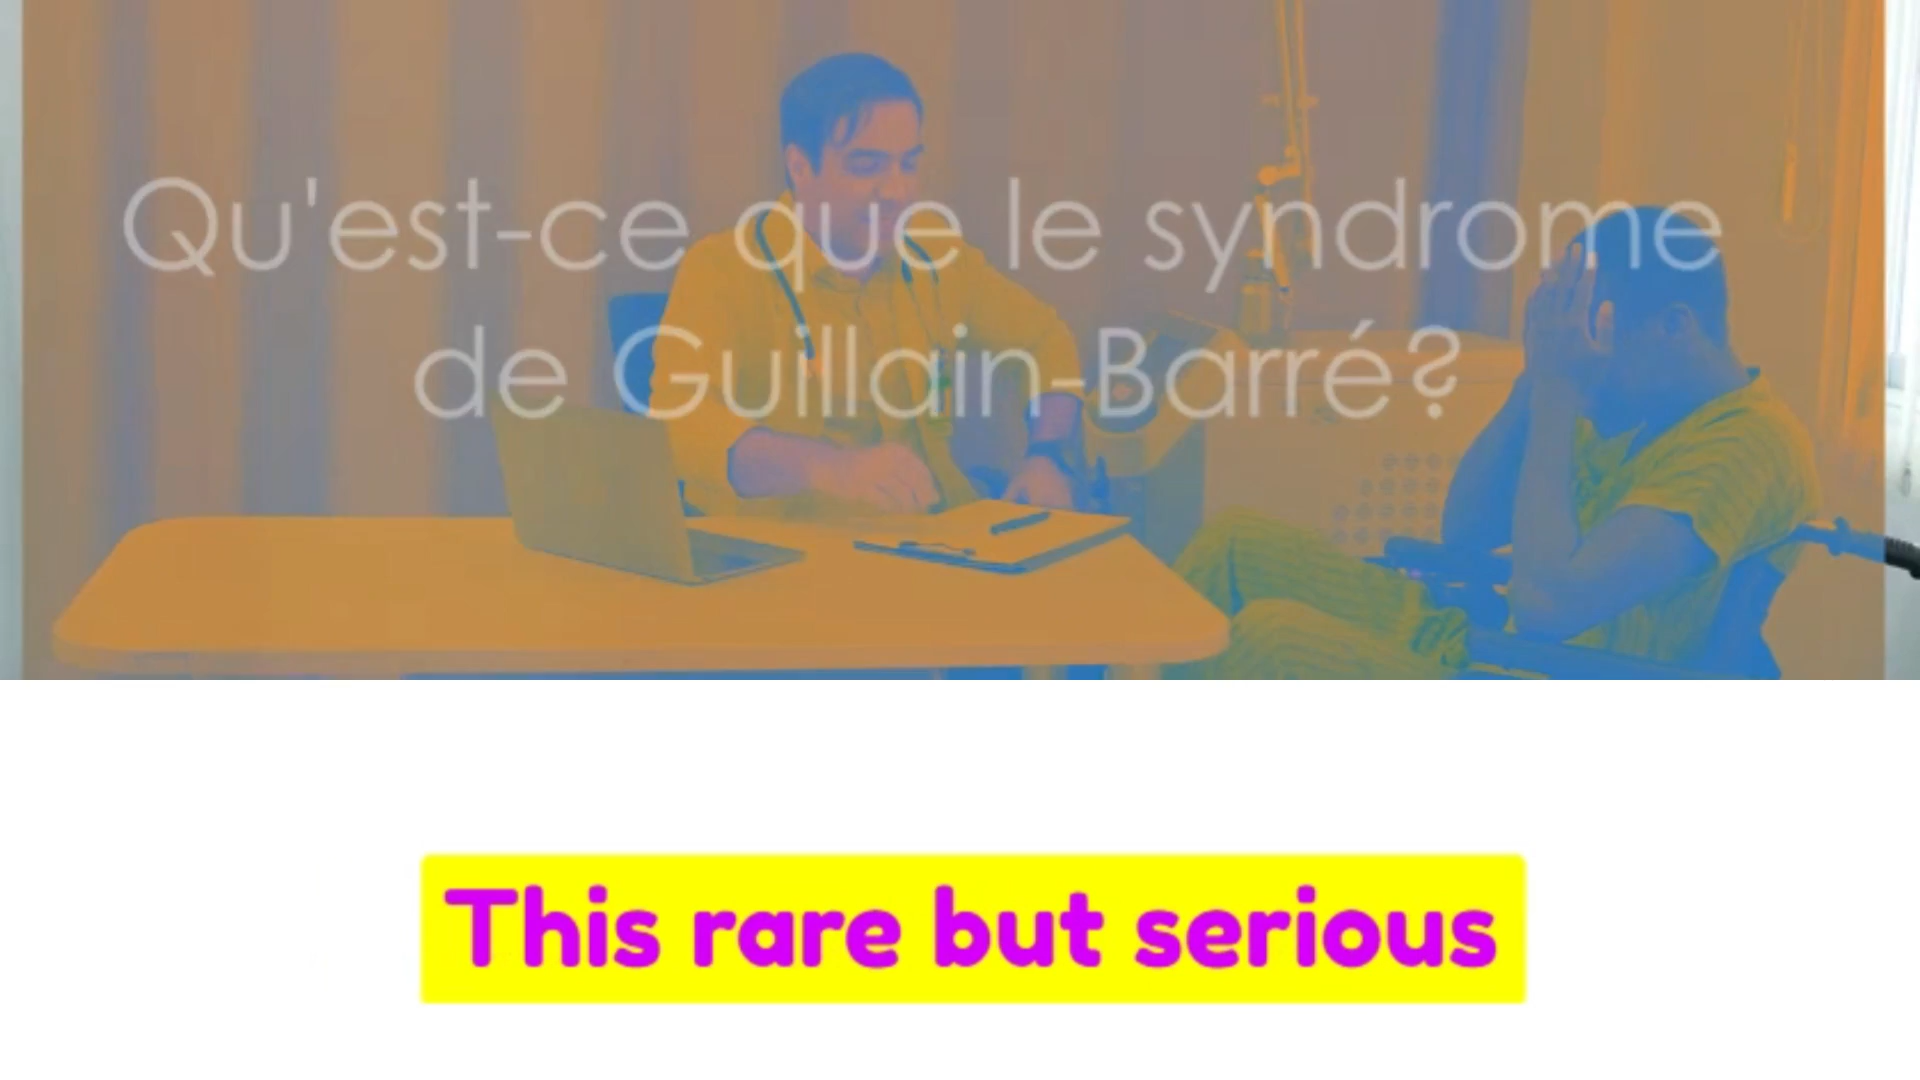 Qu'est-ce que le syndrome
de Guillain-Barré?
This rare but serious